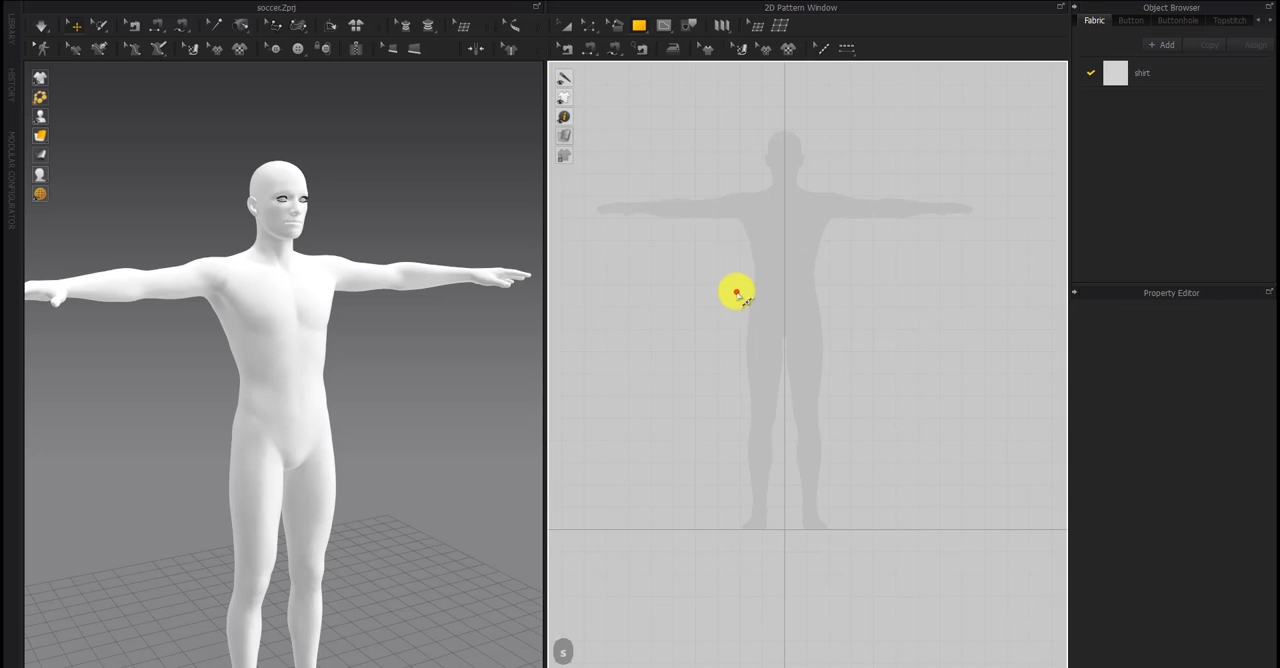 soccer.Zprj
2D Pattern Window
Object Browser
LIBRARY
HISTORY
MODULAR CONFIGURATOR
Fabric Button Buttonhole Topstitch
+ Add Copy Assign
shirt
Property Editor
s